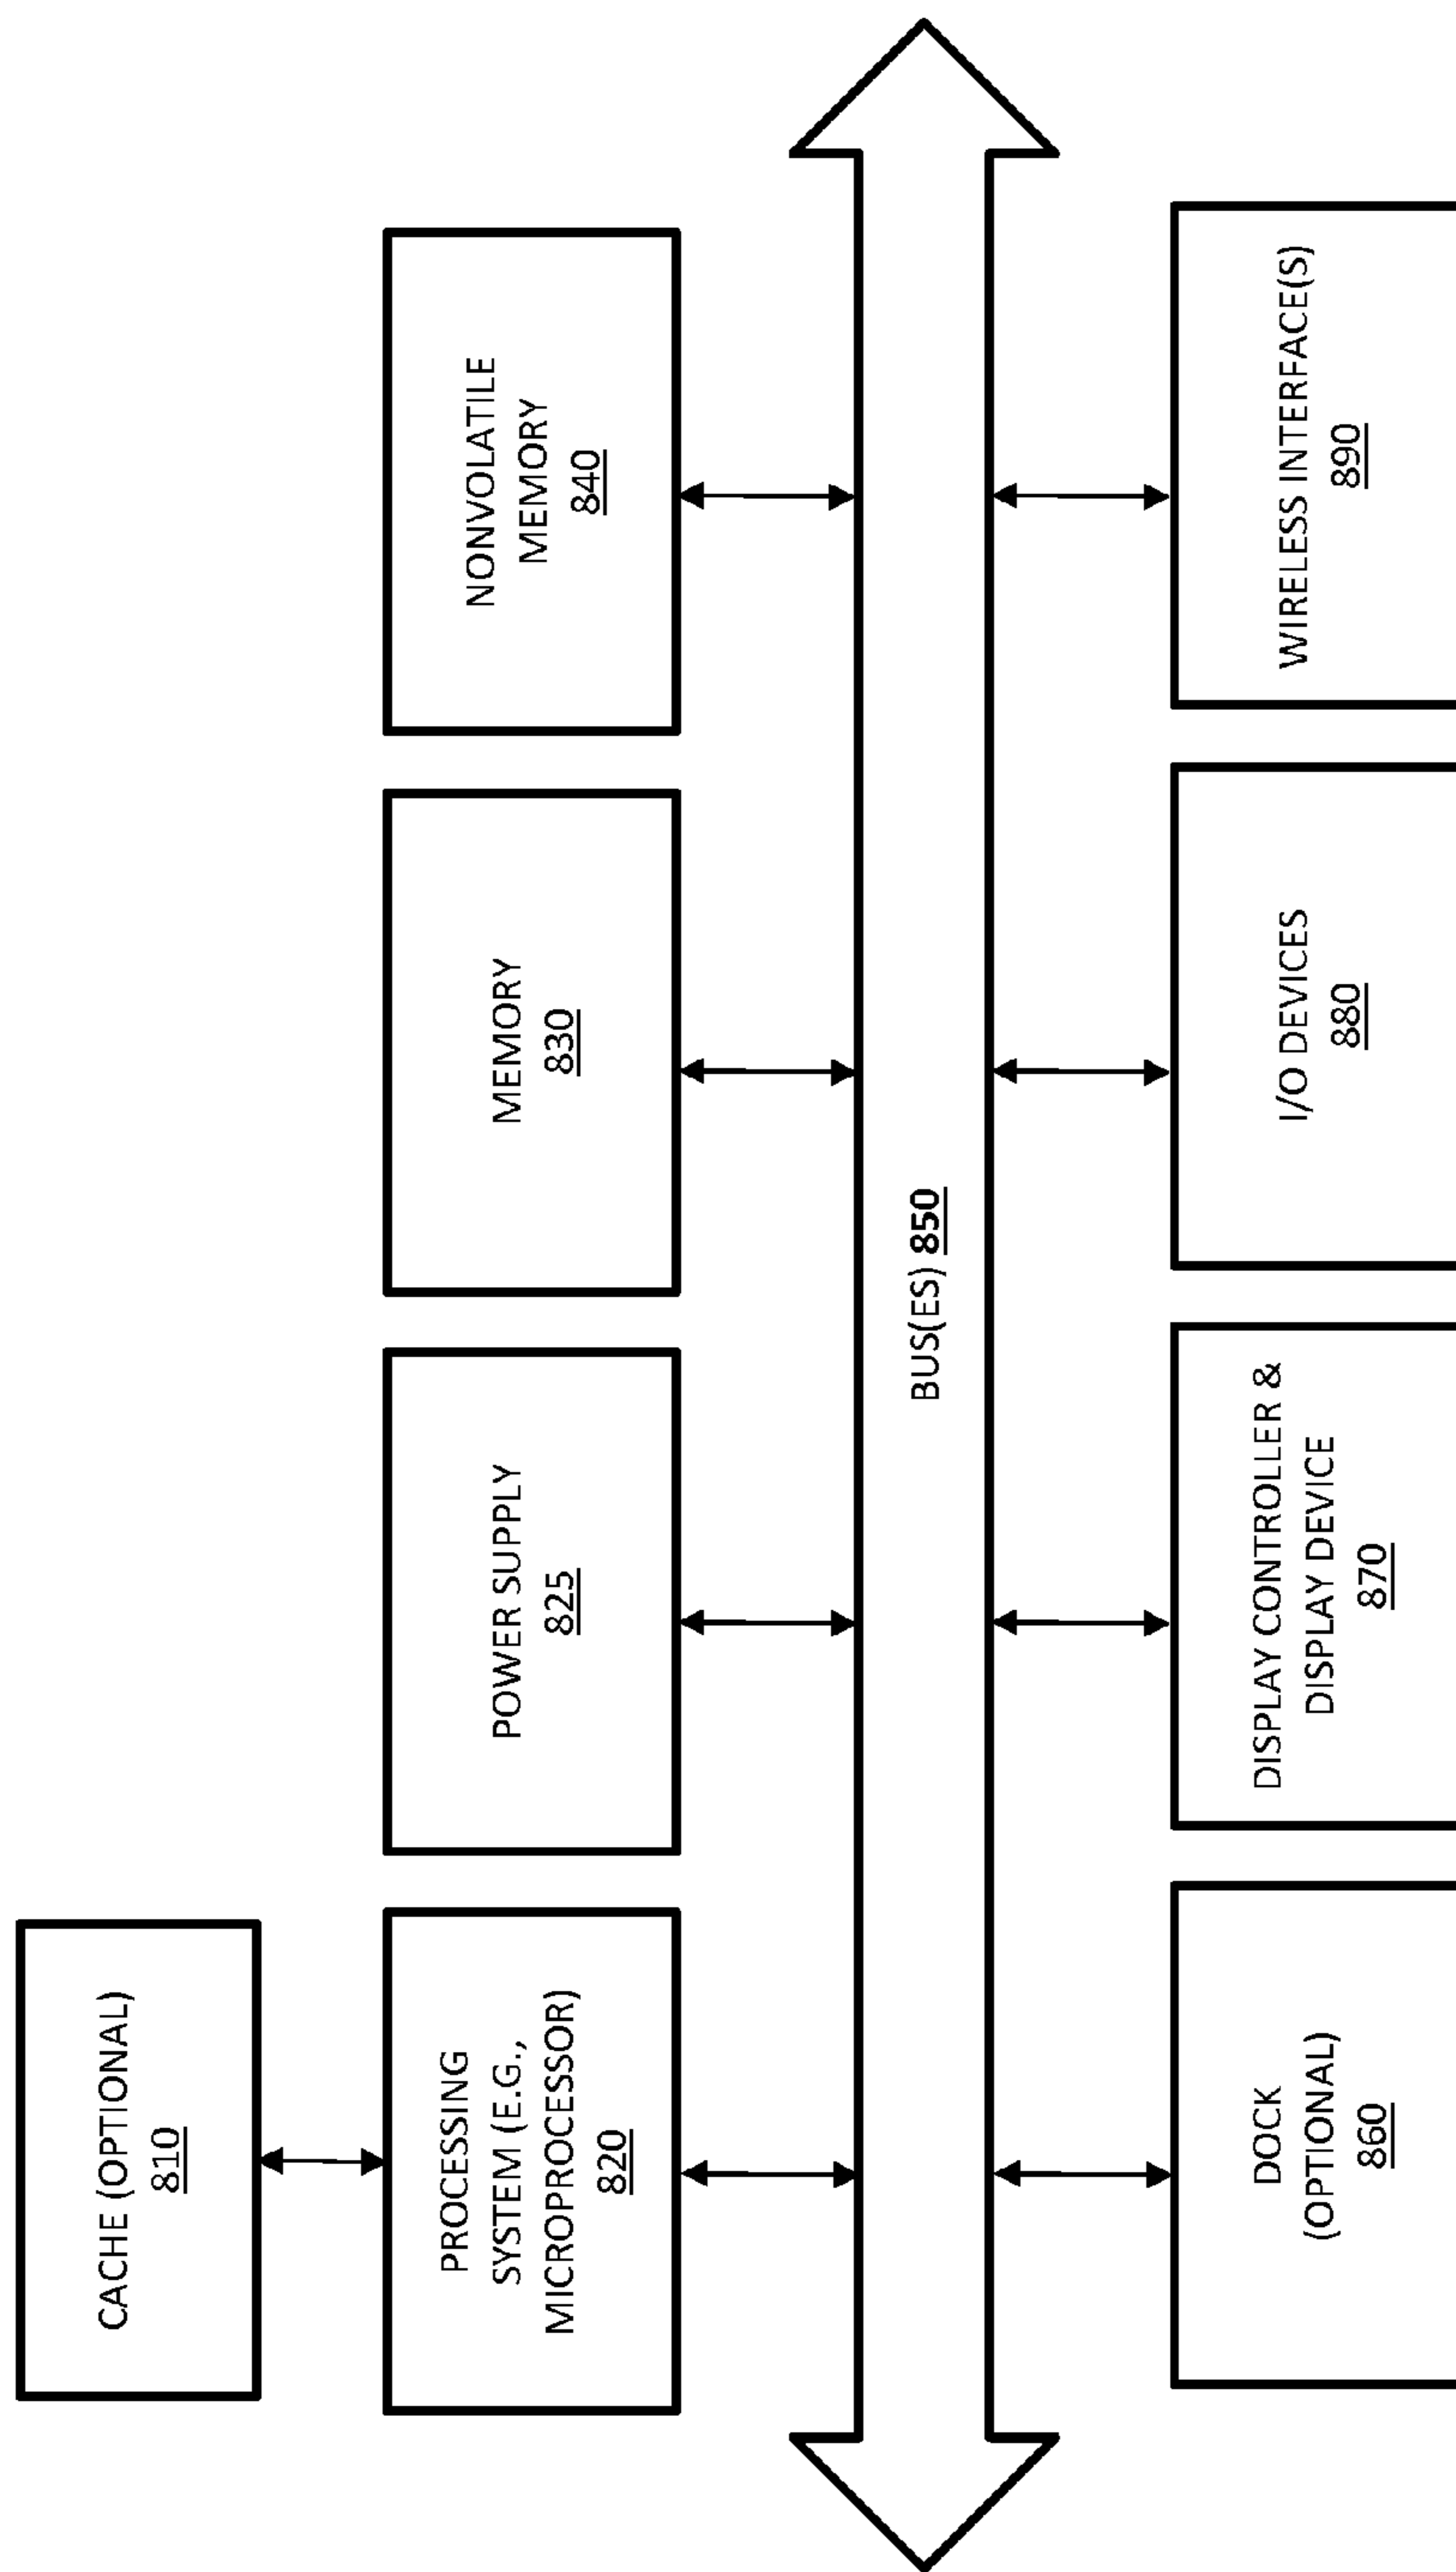 CACHE (OPTIONAL)
810
PROCESSING
SYSTEM (E.G.,
MICROPROCESSOR)
820
POWER SUPPLY
825
MEMORY
830
NONVOLATILE
MEMORY
840
BUS(ES) 850
DOCK
(OPTIONAL)
860
DISPLAY CONTROLLER &
DISPLAY DEVICE
870
I/O DEVICES
880
WIRELESS INTERFACE(S)
890